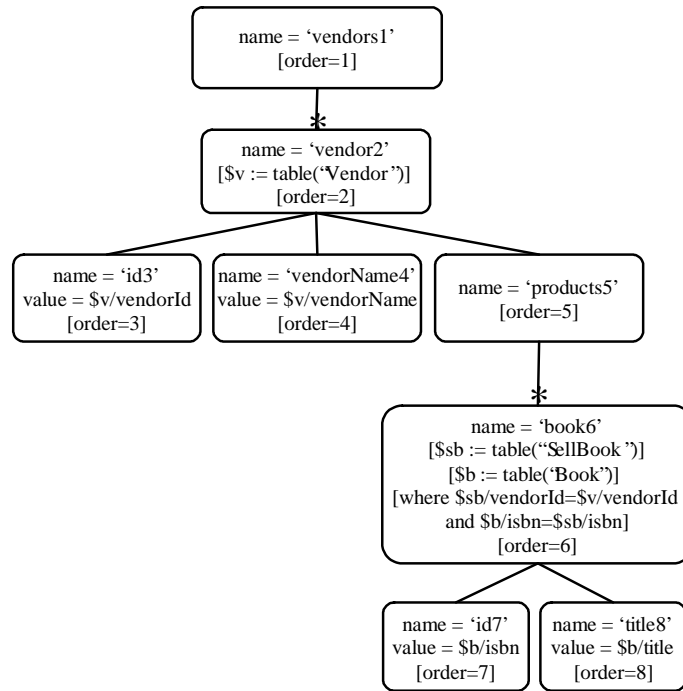 name = ‘vendors1’
[order=1]
*
name = ‘vendor2’
[$v := table(“Vendor”)]
[order=2]
name = ‘id3’
value = $v/vendorId
[order=3]
name = ‘vendorName4’
value = $v/vendorName
[order=4]
name = ‘products5’
[order=5]
*
name = ‘book6’
[$sb := table(“SellBook”)]
[$b := table(“Book”)]
[where $sb/vendorId=$v/vendorId
and $b/isbn=$sb/isbn]
[order=6]
name = ‘id7’
value = $b/isbn
[order=7]
name = ‘title8’
value = $b/title
[order=8]